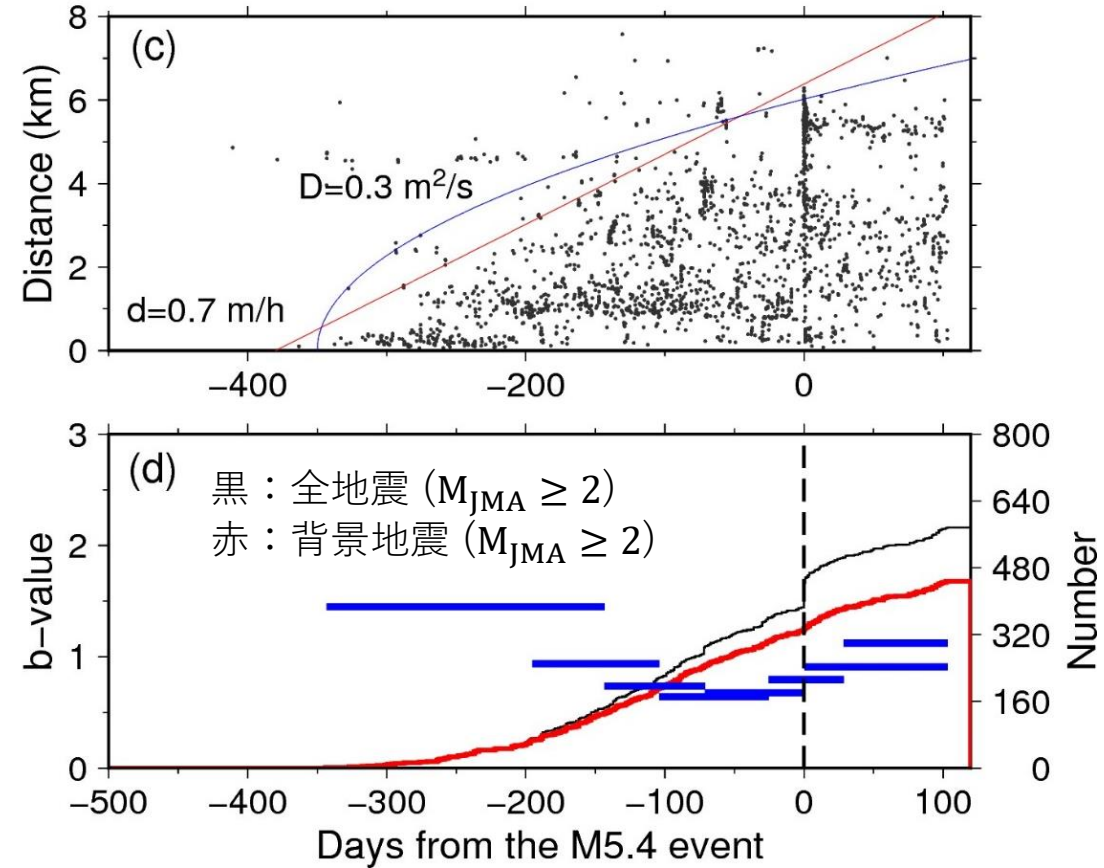 (c)
Distance (km)
8
6
4
2
0
D=0.3 m²/s
d=0.7 m/h
−400
−200
0
(d)
黒：全地震 (M_JMA ≥ 2)
赤：背景地震 (M_JMA ≥ 2)
b−value
3
2
1
0
Number
800
640
480
320
160
0
−500
−400
−300
−200
−100
0
100
Days from the M5.4 event